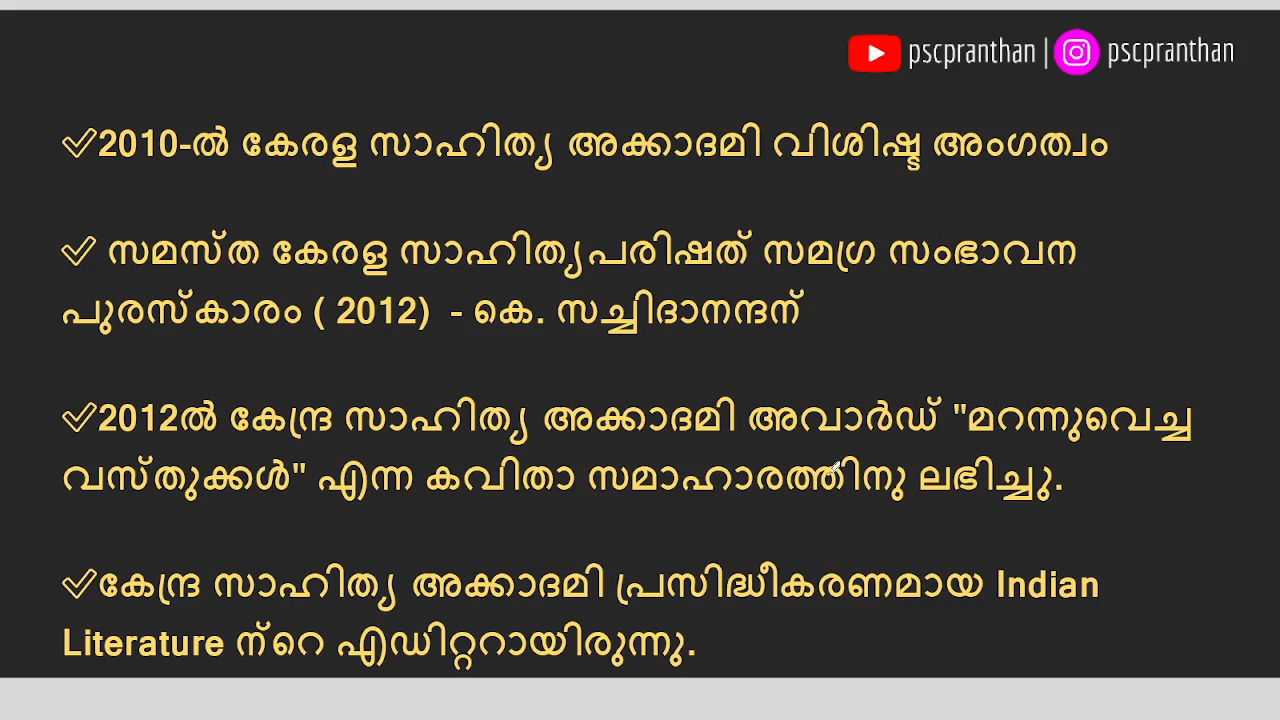 pscpranthan | pscpranthan
✓2010-ൽ കേരള സാഹിത്യ അക്കാദമി വിശിഷ്ട അംഗത്വം
✓ സമസ്ത കേരള സാഹിത്യപരിഷത് സമഗ്ര സംഭാവന
പുരസ്കാരം ( 2012) - കെ. സച്ചിദാനന്ദന്
✓2012ൽ കേന്ദ്ര സാഹിത്യ അക്കാദമി അവാർഡ് "മറന്നുവെച്ച
വസ്തുക്കൾ" എന്ന കവിതാ സമാഹാരത്തിനു ലഭിച്ചു.
✓കേന്ദ്ര സാഹിത്യ അക്കാദമി പ്രസിദ്ധീകരണമായ Indian
Literature ന്റെ എഡിറ്ററായിരുന്നു.